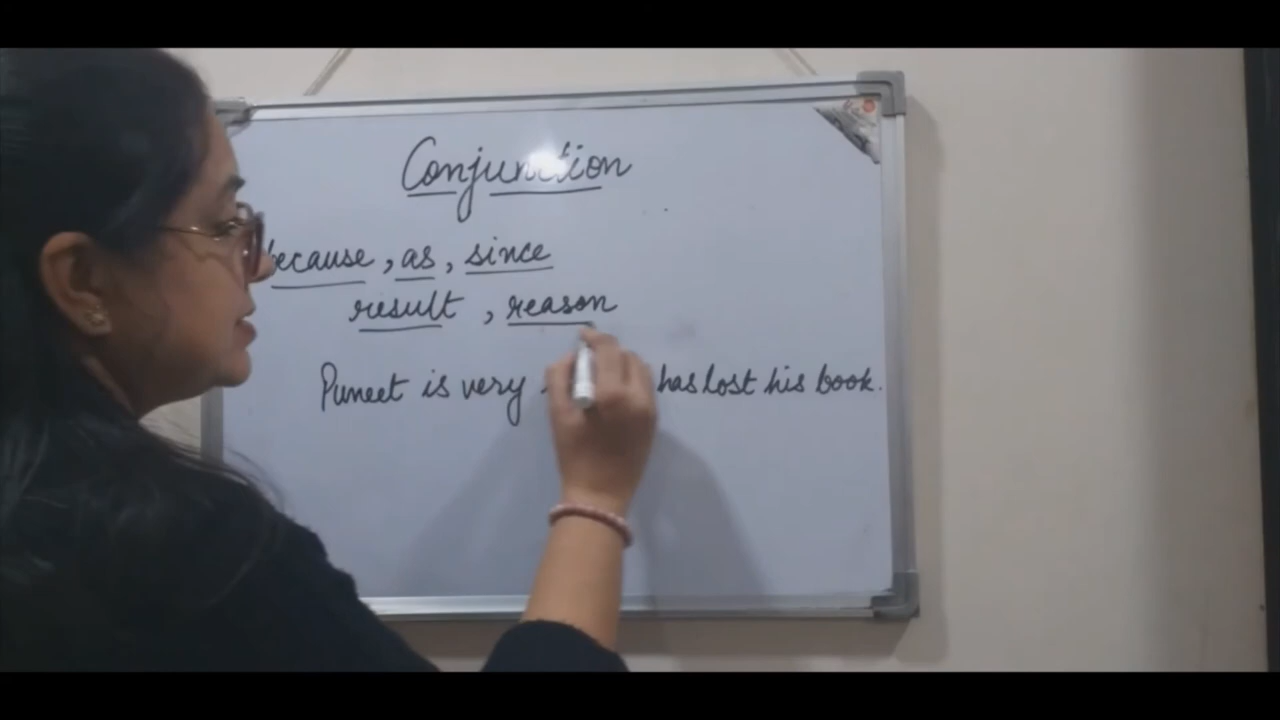 Conjunction
because, as, since
result, reason
Puneet is very has lost his book.